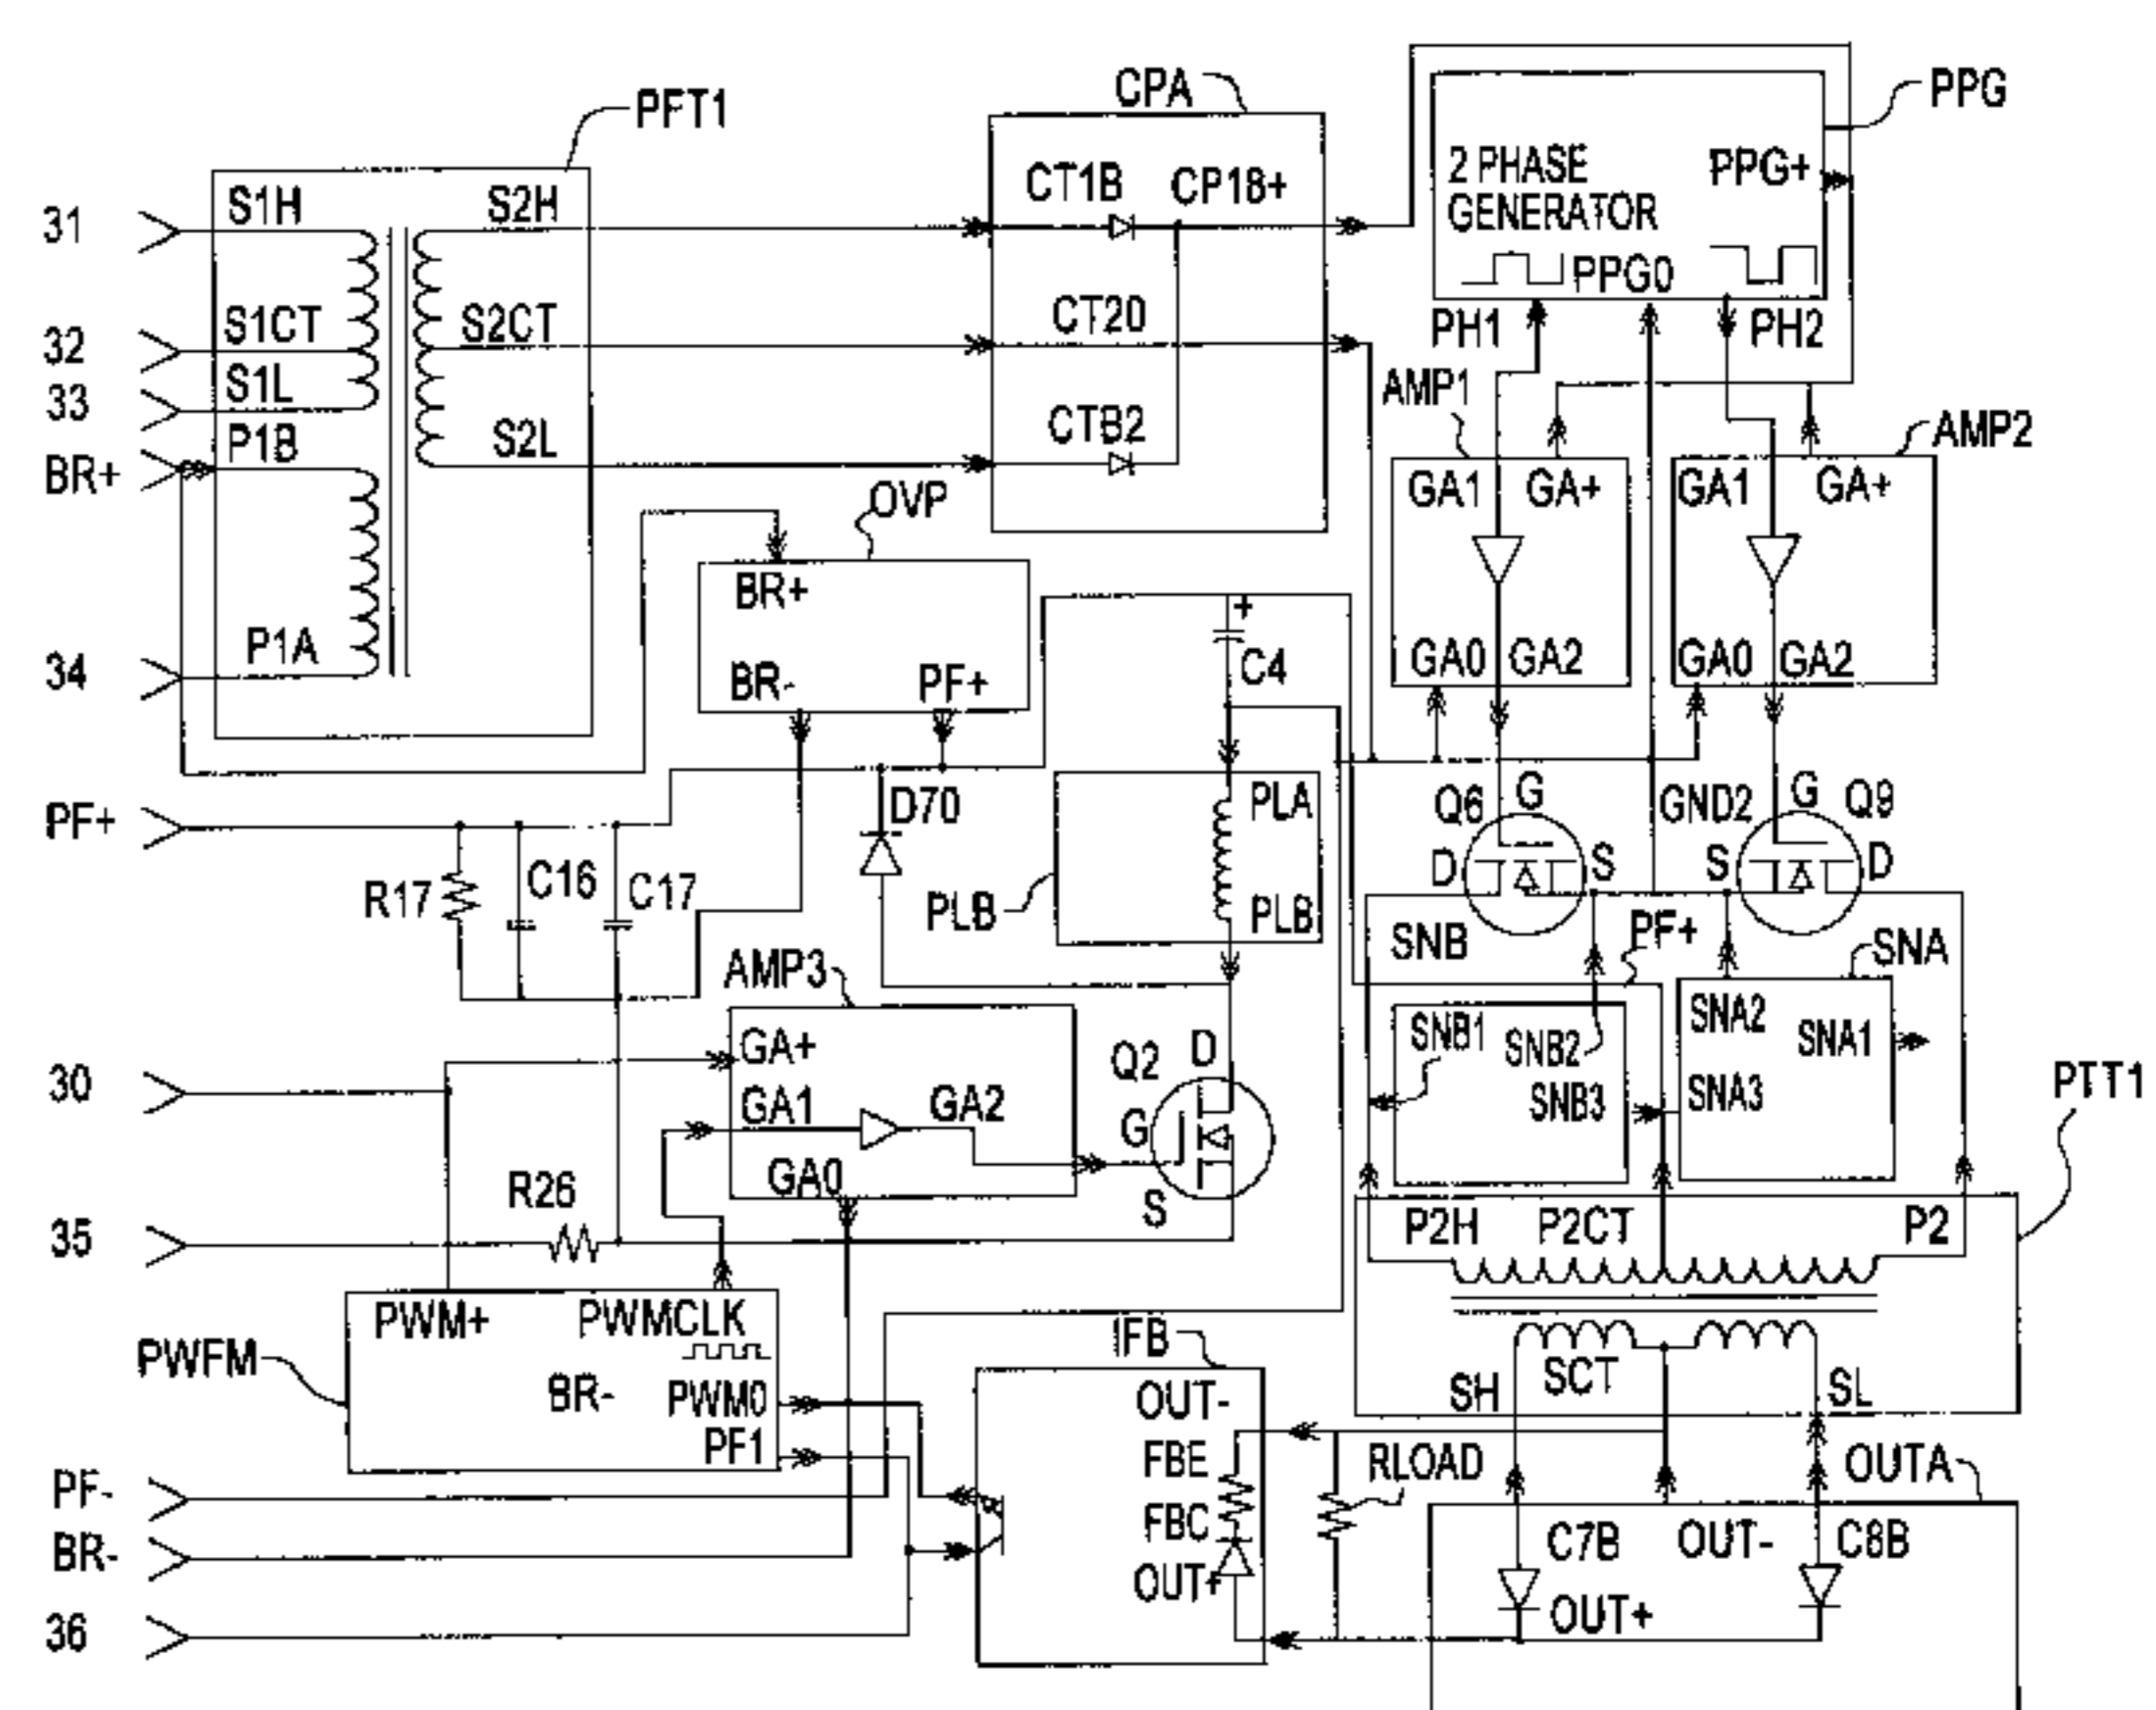 CPA
PPG
PFT1
2 PHASE
GENERATOR
PPG+
PPG0
PH1
PH2
31
S1H
S2H
CT1B
CP18+
32
S1CT
S2CT
CT20
33
S1L
S2L
CTB2
BR+
P1B
34
P1A
OVP
BR+
BR-
PF+
+
C4
AMP1
GA1
GA+
GA0
GA2
AMP2
GA1
GA+
GA0
GA2
PF+
R17
C16
C17
D70
PLB
PLA
PLB
Q6
G
D
S
GND2
G
Q9
S
D
SNB
PF+
SNA
SNB1
SNB2
SNB3
SNA2
SNA1
SNA3
PTT1
AMP3
GA+
GA1
GA2
GA0
Q2
D
G
S
30
35
R26
P2H
P2CT
P2
SH
SCT
SL
PWFM
PWM+
PWMCLK
BR-
PWM0
PF1
IFB
OUT-
FBE
FBC
OUT+
RLOAD
OUTA
C7B
OUT-
C8B
OUT+
PF-
BR-
36